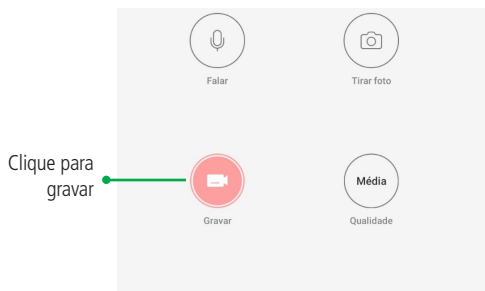 Falar
Tirar foto
Clique para
gravar
Média
Gravar
Qualidade